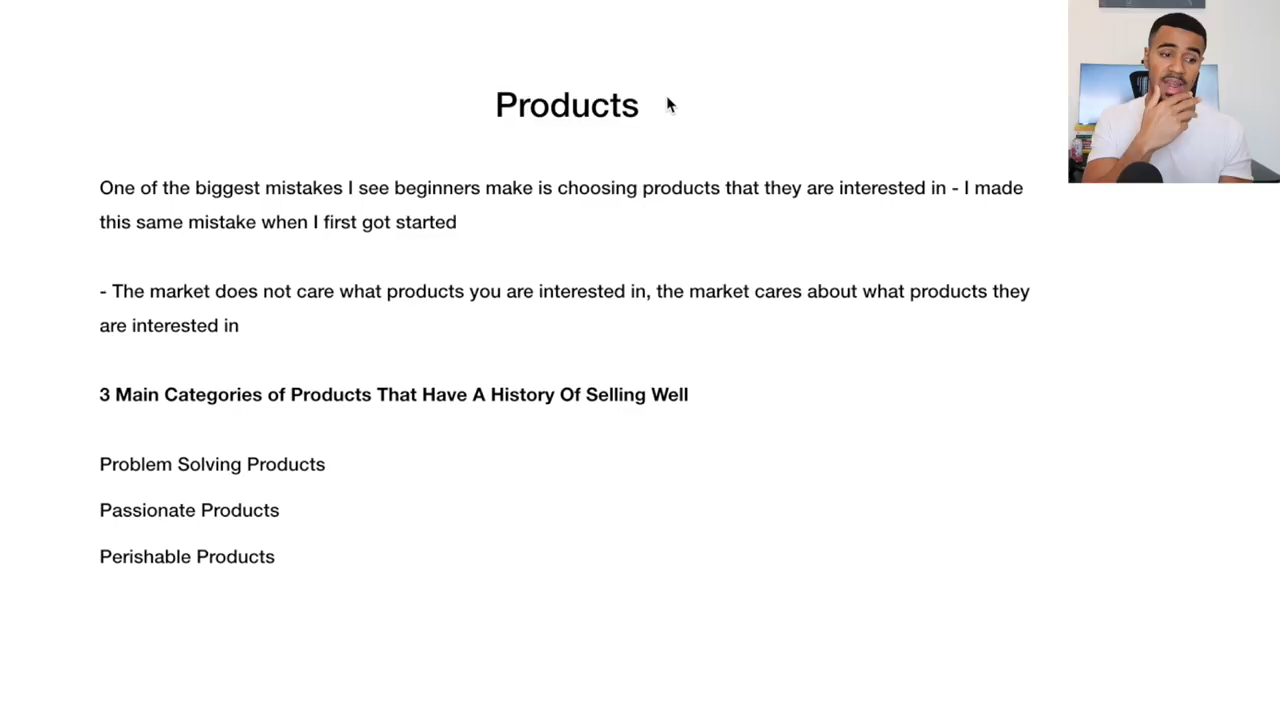 Products
One of the biggest mistakes I see beginners make is choosing products that they are interested in - I made
this same mistake when I first got started
- The market does not care what products you are interested in, the market cares about what products they
are interested in
3 Main Categories of Products That Have A History Of Selling Well
Problem Solving Products
Passionate Products
Perishable Products